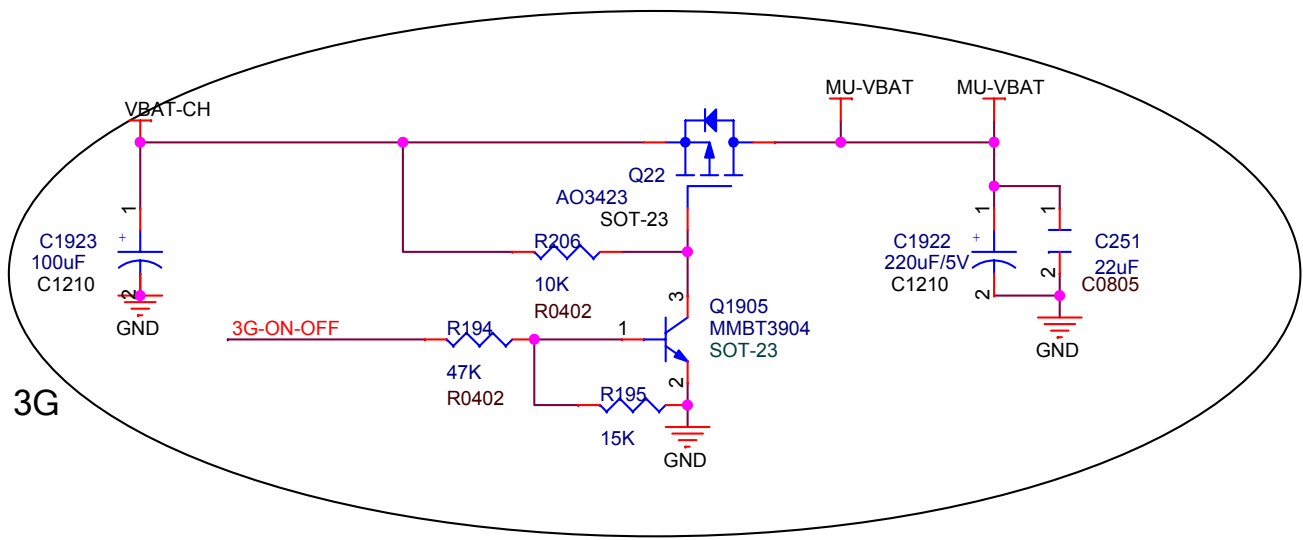 VBAT-CH
MU-VBAT
MU-VBAT
Q22
AO3423
SOT-23
1
C1923
+
100uF
C1210
2
GND
R206
10K
R0402
1
C1922
+
220uF/5V
C1210
2
1
C251
22uF
2
C0805
GND
3
Q1905
MMBT3904
SOT-23
1
2
3G-ON-OFF
R194
47K
R0402
R195
15K
GND
3G